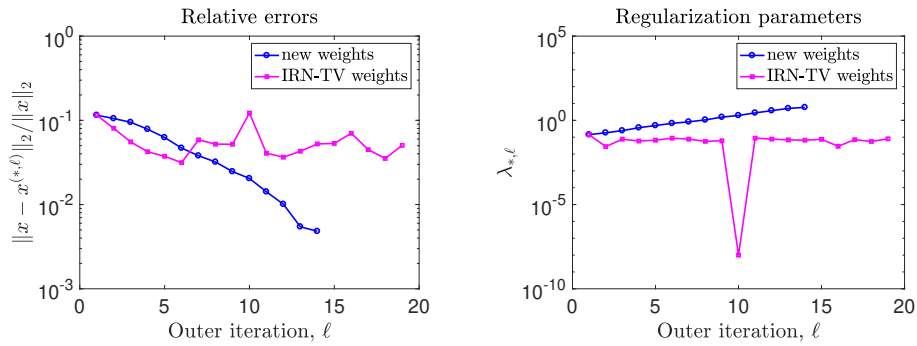 Relative errors
10^0
10^{-1}
10^{-2}
10^{-3}
0 5 10 15 20
‖x − x^{(*,ℓ)}‖_2/‖x‖_2
Outer iteration, ℓ
new weights
IRN-TV weights
Regularization parameters
10^5
10^0
10^{-5}
10^{-10}
0 5 10 15 20
λ_{*,ℓ}
Outer iteration, ℓ
new weights
IRN-TV weights